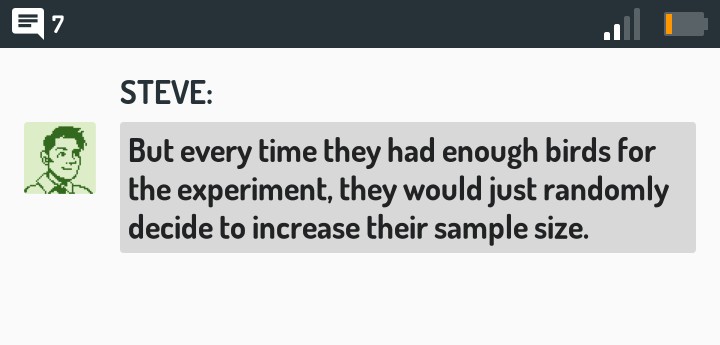 7
STEVE:
But every time they had enough birds for
the experiment, they would just randomly
decide to increase their sample size.